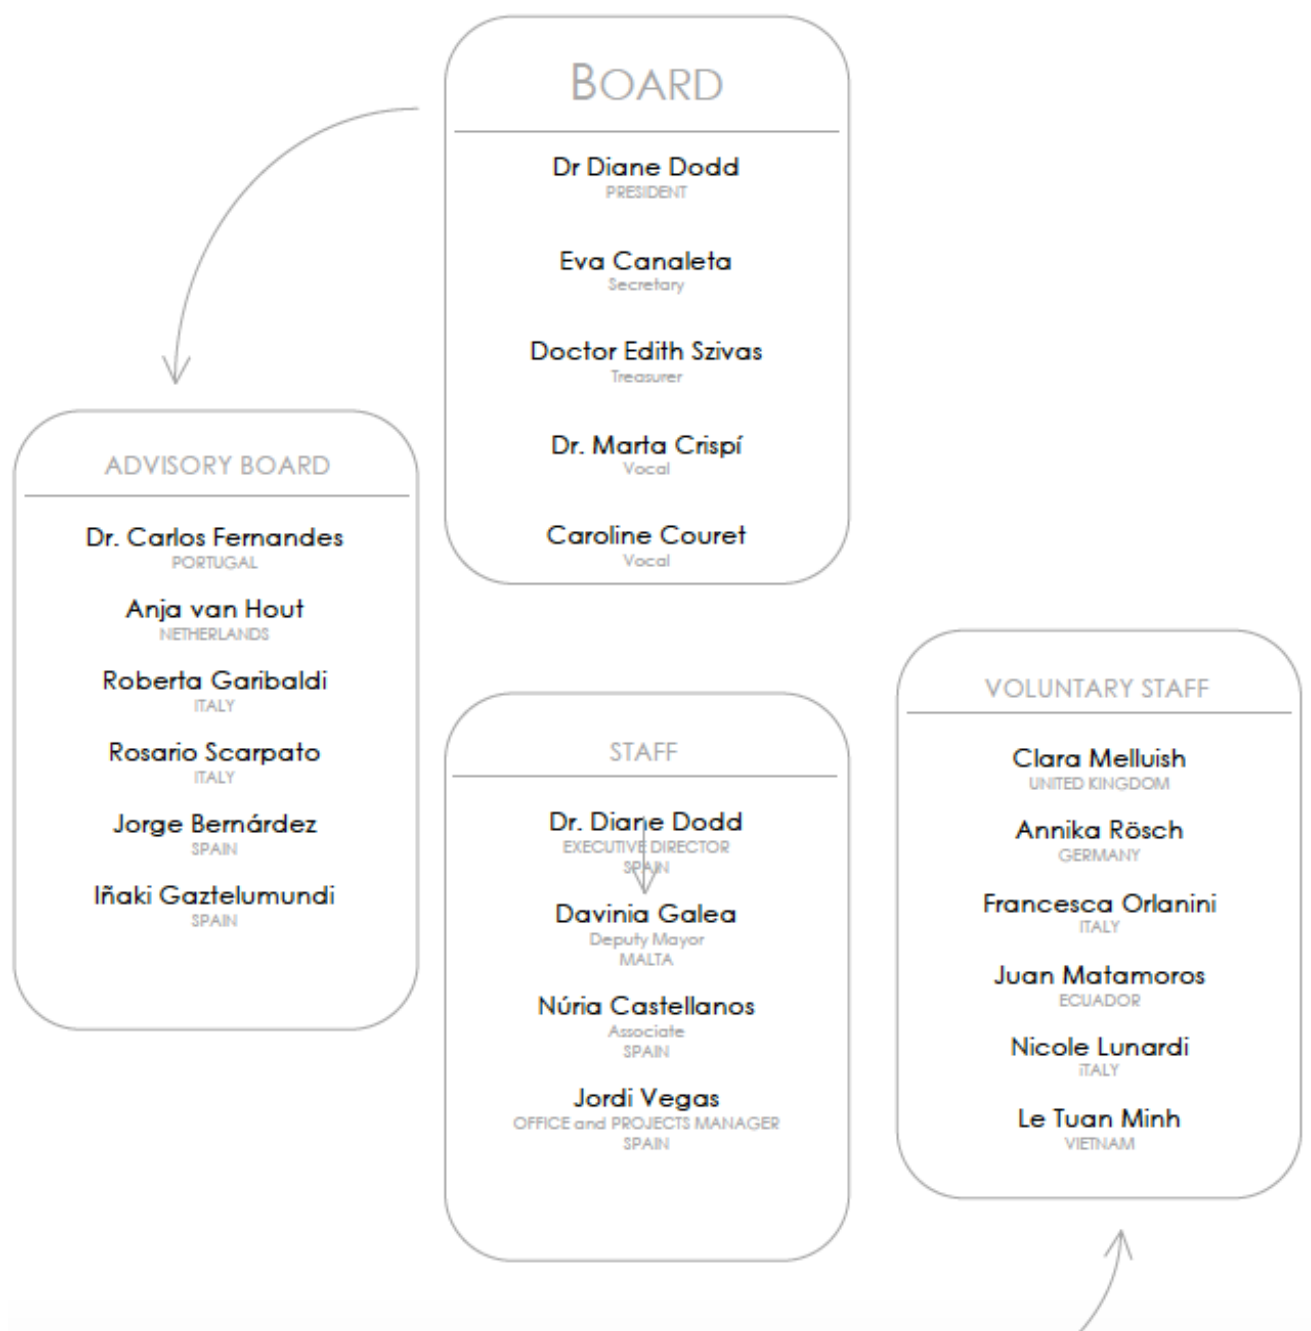 BOARD
Dr Diane Dodd
PRESIDENT
Eva Canaleta
Secretary
Doctor Edith Szivas
Treasurer
Dr. Marta Crispí
Vocal
Caroline Couret
Vocal
ADVISORY BOARD
Dr. Carlos Fernandes
PORTUGAL
Anja van Hout
NETHERLANDS
Roberta Garibaldi
ITALY
Rosario Scarpato
ITALY
Jorge Bernárdez
SPAIN
Iñaki Gaztelumundi
SPAIN
STAFF
Dr. Diane Dodd
EXECUTIVE DIRECTOR
SPAIN
Davinia Galea
Deputy Mayor
MALTA
Núria Castellanos
Associate
SPAIN
Jordi Vegas
OFFICE and PROJECTS MANAGER
SPAIN
VOLUNTARY STAFF
Clara Melluish
UNITED KINGDOM
Annika Rösch
GERMANY
Francesca Orlanini
ITALY
Juan Matamoros
ECUADOR
Nicole Lunardi
iTALY
Le Tuan Minh
VIETNAM